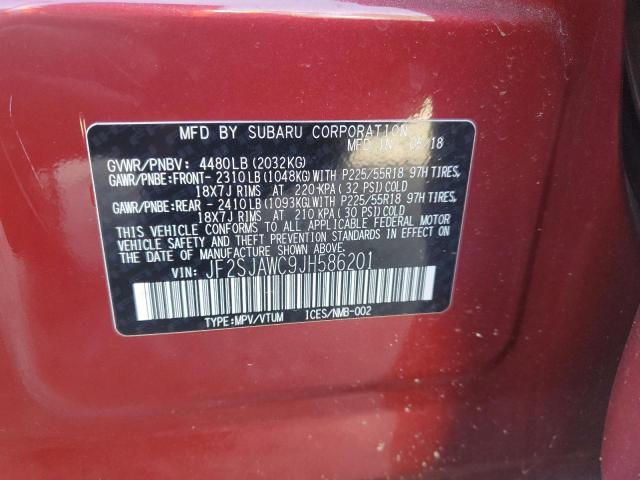 MFD BY SUBARU CORPORATION
MFD IN 06/18
GVWR/PNBV: 4480LB (2032KG)
GAWR/PNBE:FRONT- 2310LB(1048KG)WITH P225/55R18 97H TIRES,
18X7J RIMS AT 220 KPA(32 PSI)COLD
GAWR/PNBE:REAR - 2410LB(1093KG)WITH P225/55R18 97H TIRES,
18X7J RIMS AT 210 KPA(30 PSI)COLD
THIS VEHICLE CONFORMS TO ALL APPLICABLE FEDERAL MOTOR
VEHICLE SAFETY AND THEFT PREVENTION STANDARDS IN EFFECT ON
THE DATE OF MANUFACTURE SHOWN ABOVE.
VIN: JF2SJAWC9JH586201
TYPE:MPV/VTUM ICES/NMB-002